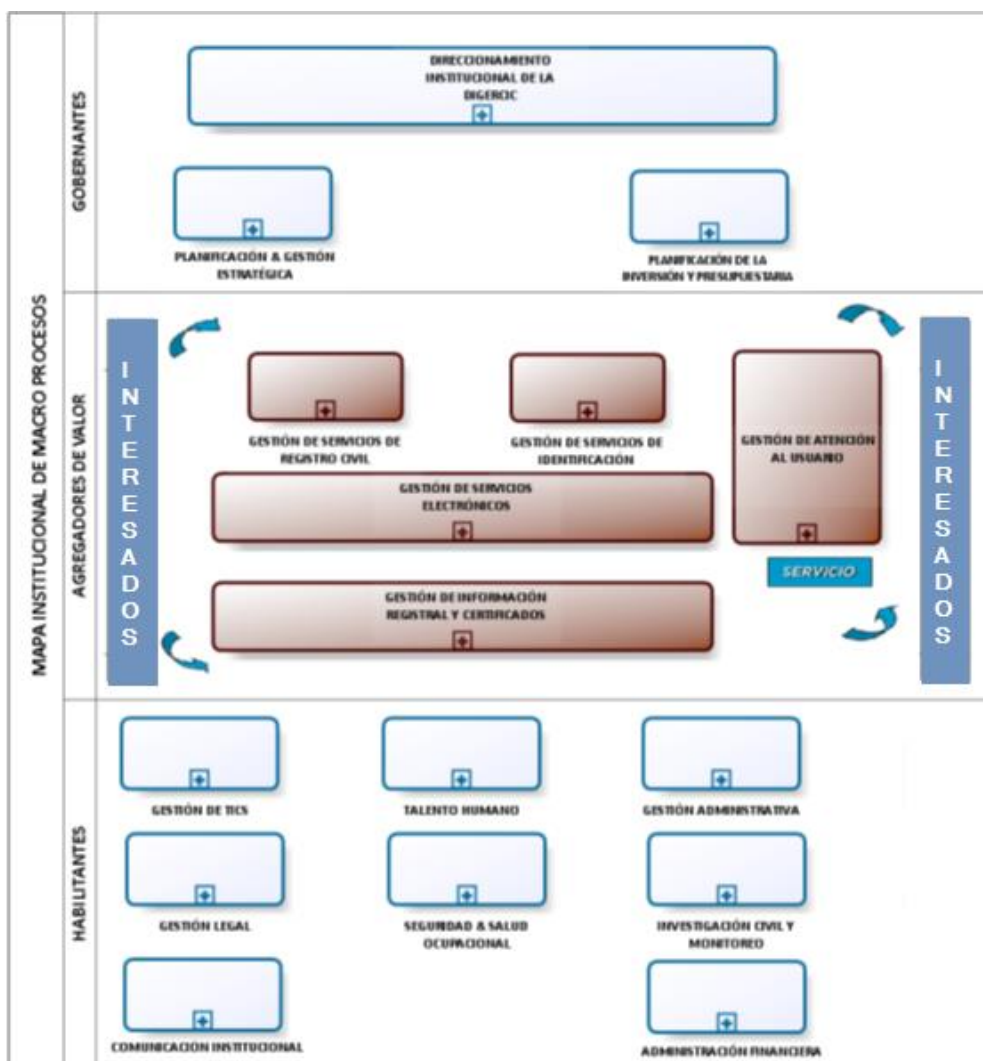 MAPA INSTITUCIONAL DE MACRO PROCESOS
GOBERNANTES
DIRECCIONAMIENTO
INSTITUCIONAL DE LA
DIGERCIC
PLANIFICACIÓN & GESTIÓN
ESTRATÉGICA
PLANIFICACIÓN DE LA
INVERSIÓN Y PRESUPUESTARIA
AGREGADORES DE VALOR
INTERESADOS
GESTIÓN DE SERVICIOS DE
REGISTRO CIVIL
GESTIÓN DE SERVICIOS DE
IDENTIFICACIÓN
GESTIÓN DE ATENCIÓN
AL USUARIO
GESTIÓN DE SERVICIOS
ELECTRÓNICOS
SERVICIO
GESTIÓN DE INFORMACIÓN
REGISTRAL Y CERTIFICADOS
INTERESADOS
HABILITANTES
GESTIÓN DE TICS
TALENTO HUMANO
GESTIÓN ADMINISTRATIVA
GESTIÓN LEGAL
SEGURIDAD & SALUD
OCUPACIONAL
INVESTIGACIÓN CIVIL Y
MONITOREO
COMUNICACIÓN INSTITUCIONAL
ADMINISTRACIÓN FINANCIERA